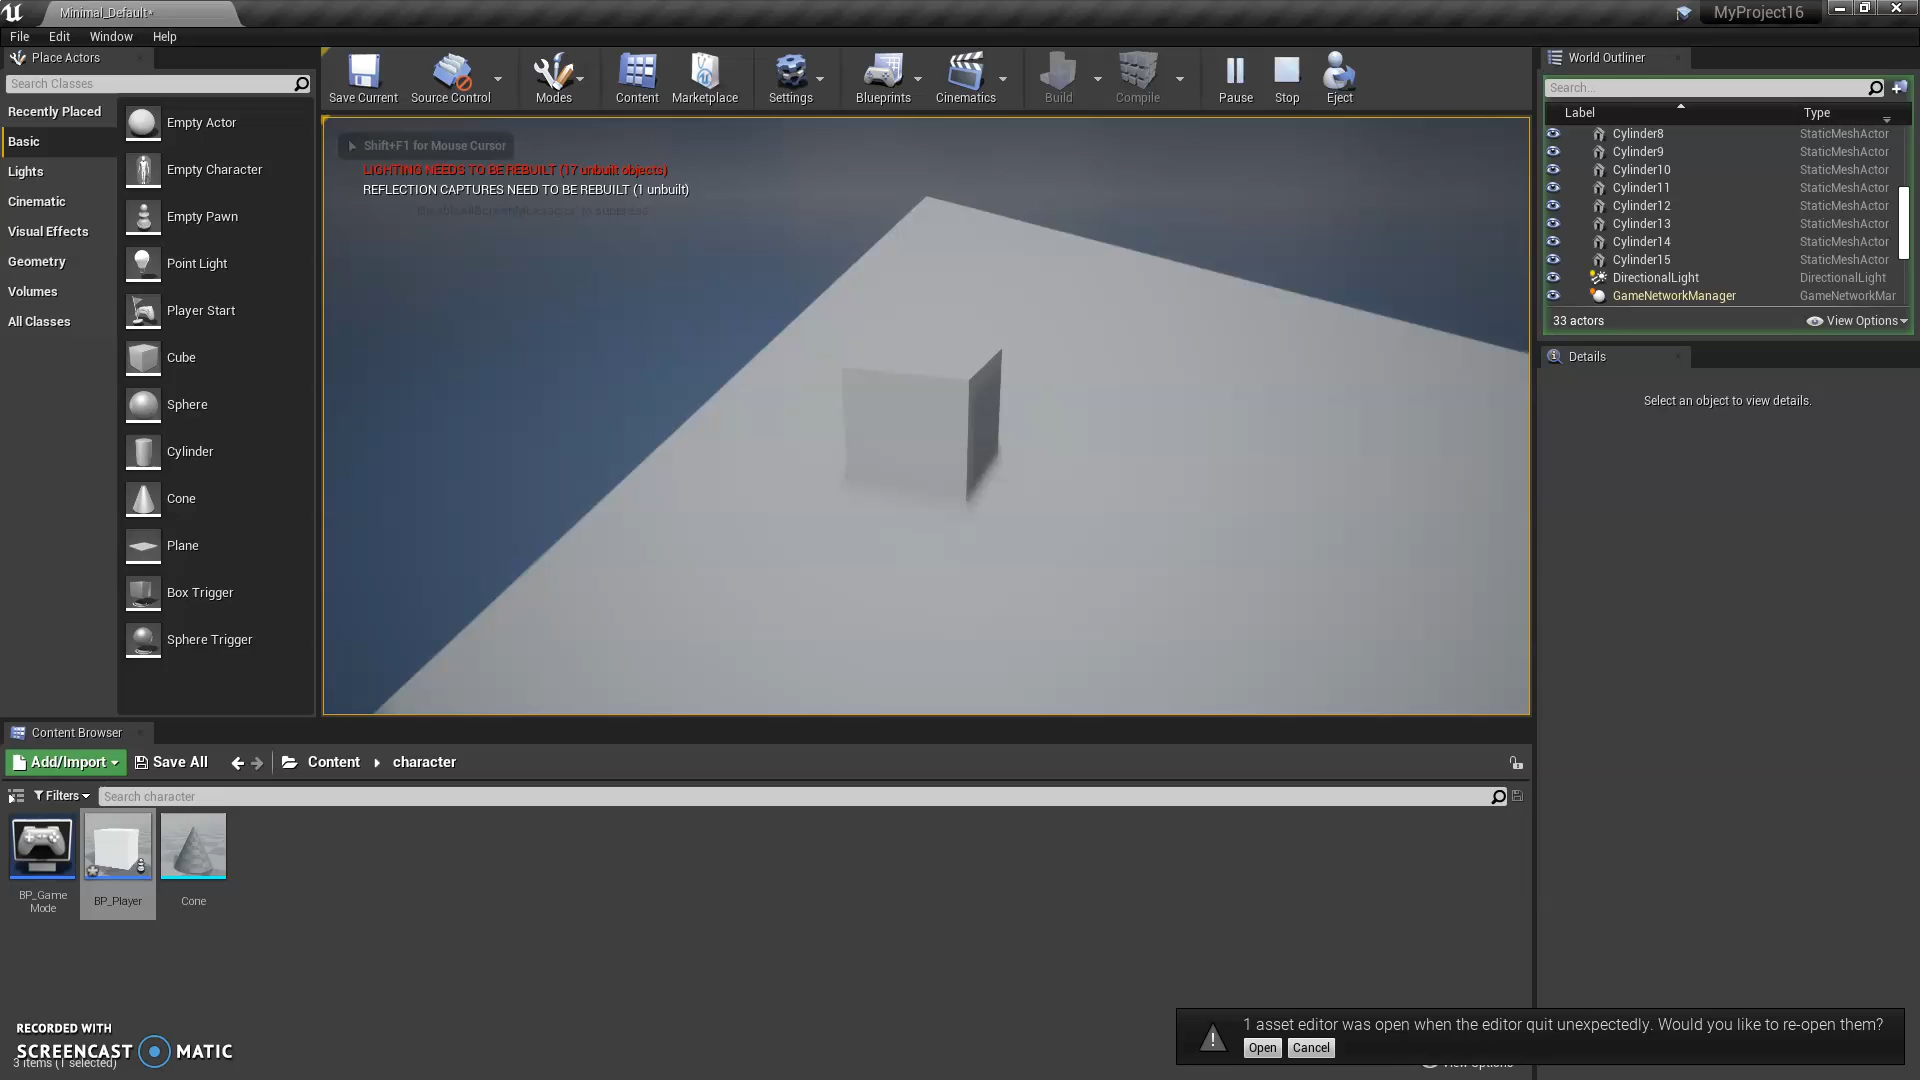 Minimal_Default*
MyProject16
File
Edit
Window
Help
Place Actors
Search Classes
Recently Placed
Basic
Lights
Cinematic
Visual Effects
Geometry
Volumes
All Classes
Empty Actor
Empty Character
Empty Pawn
Point Light
Player Start
Cube
Sphere
Cylinder
Cone
Plane
Box Trigger
Sphere Trigger
Save Current
Source Control
Modes
Content
Marketplace
Settings
Blueprints
Cinematics
Build
Compile
Pause
Stop
Eject
Shift+F1 for Mouse Cursor
LIGHTING NEEDS TO BE REBUILT (17 unbuilt objects)
REFLECTION CAPTURES NEED TO BE REBUILT (1 unbuilt)
World Outliner
Search...
Label
Type
Cylinder8 StaticMeshActor
Cylinder9 StaticMeshActor
Cylinder10 StaticMeshActor
Cylinder11 StaticMeshActor
Cylinder12 StaticMeshActor
Cylinder13 StaticMeshActor
Cylinder14 StaticMeshActor
Cylinder15 StaticMeshActor
DirectionalLight DirectionalLight
GameNetworkManager GameNetworkMar
33 actors
View Options
Details
Select an object to view details.
Content Browser
Add/Import
Save All
Content
character
Filters
Search character
BP_Game
Mode
BP_Player
Cone
RECORDED WITH
SCREENCAST MATIC
3 items (1 selected)
1 asset editor was open when the editor quit unexpectedly. Would you like to re-open them?
Open
Cancel